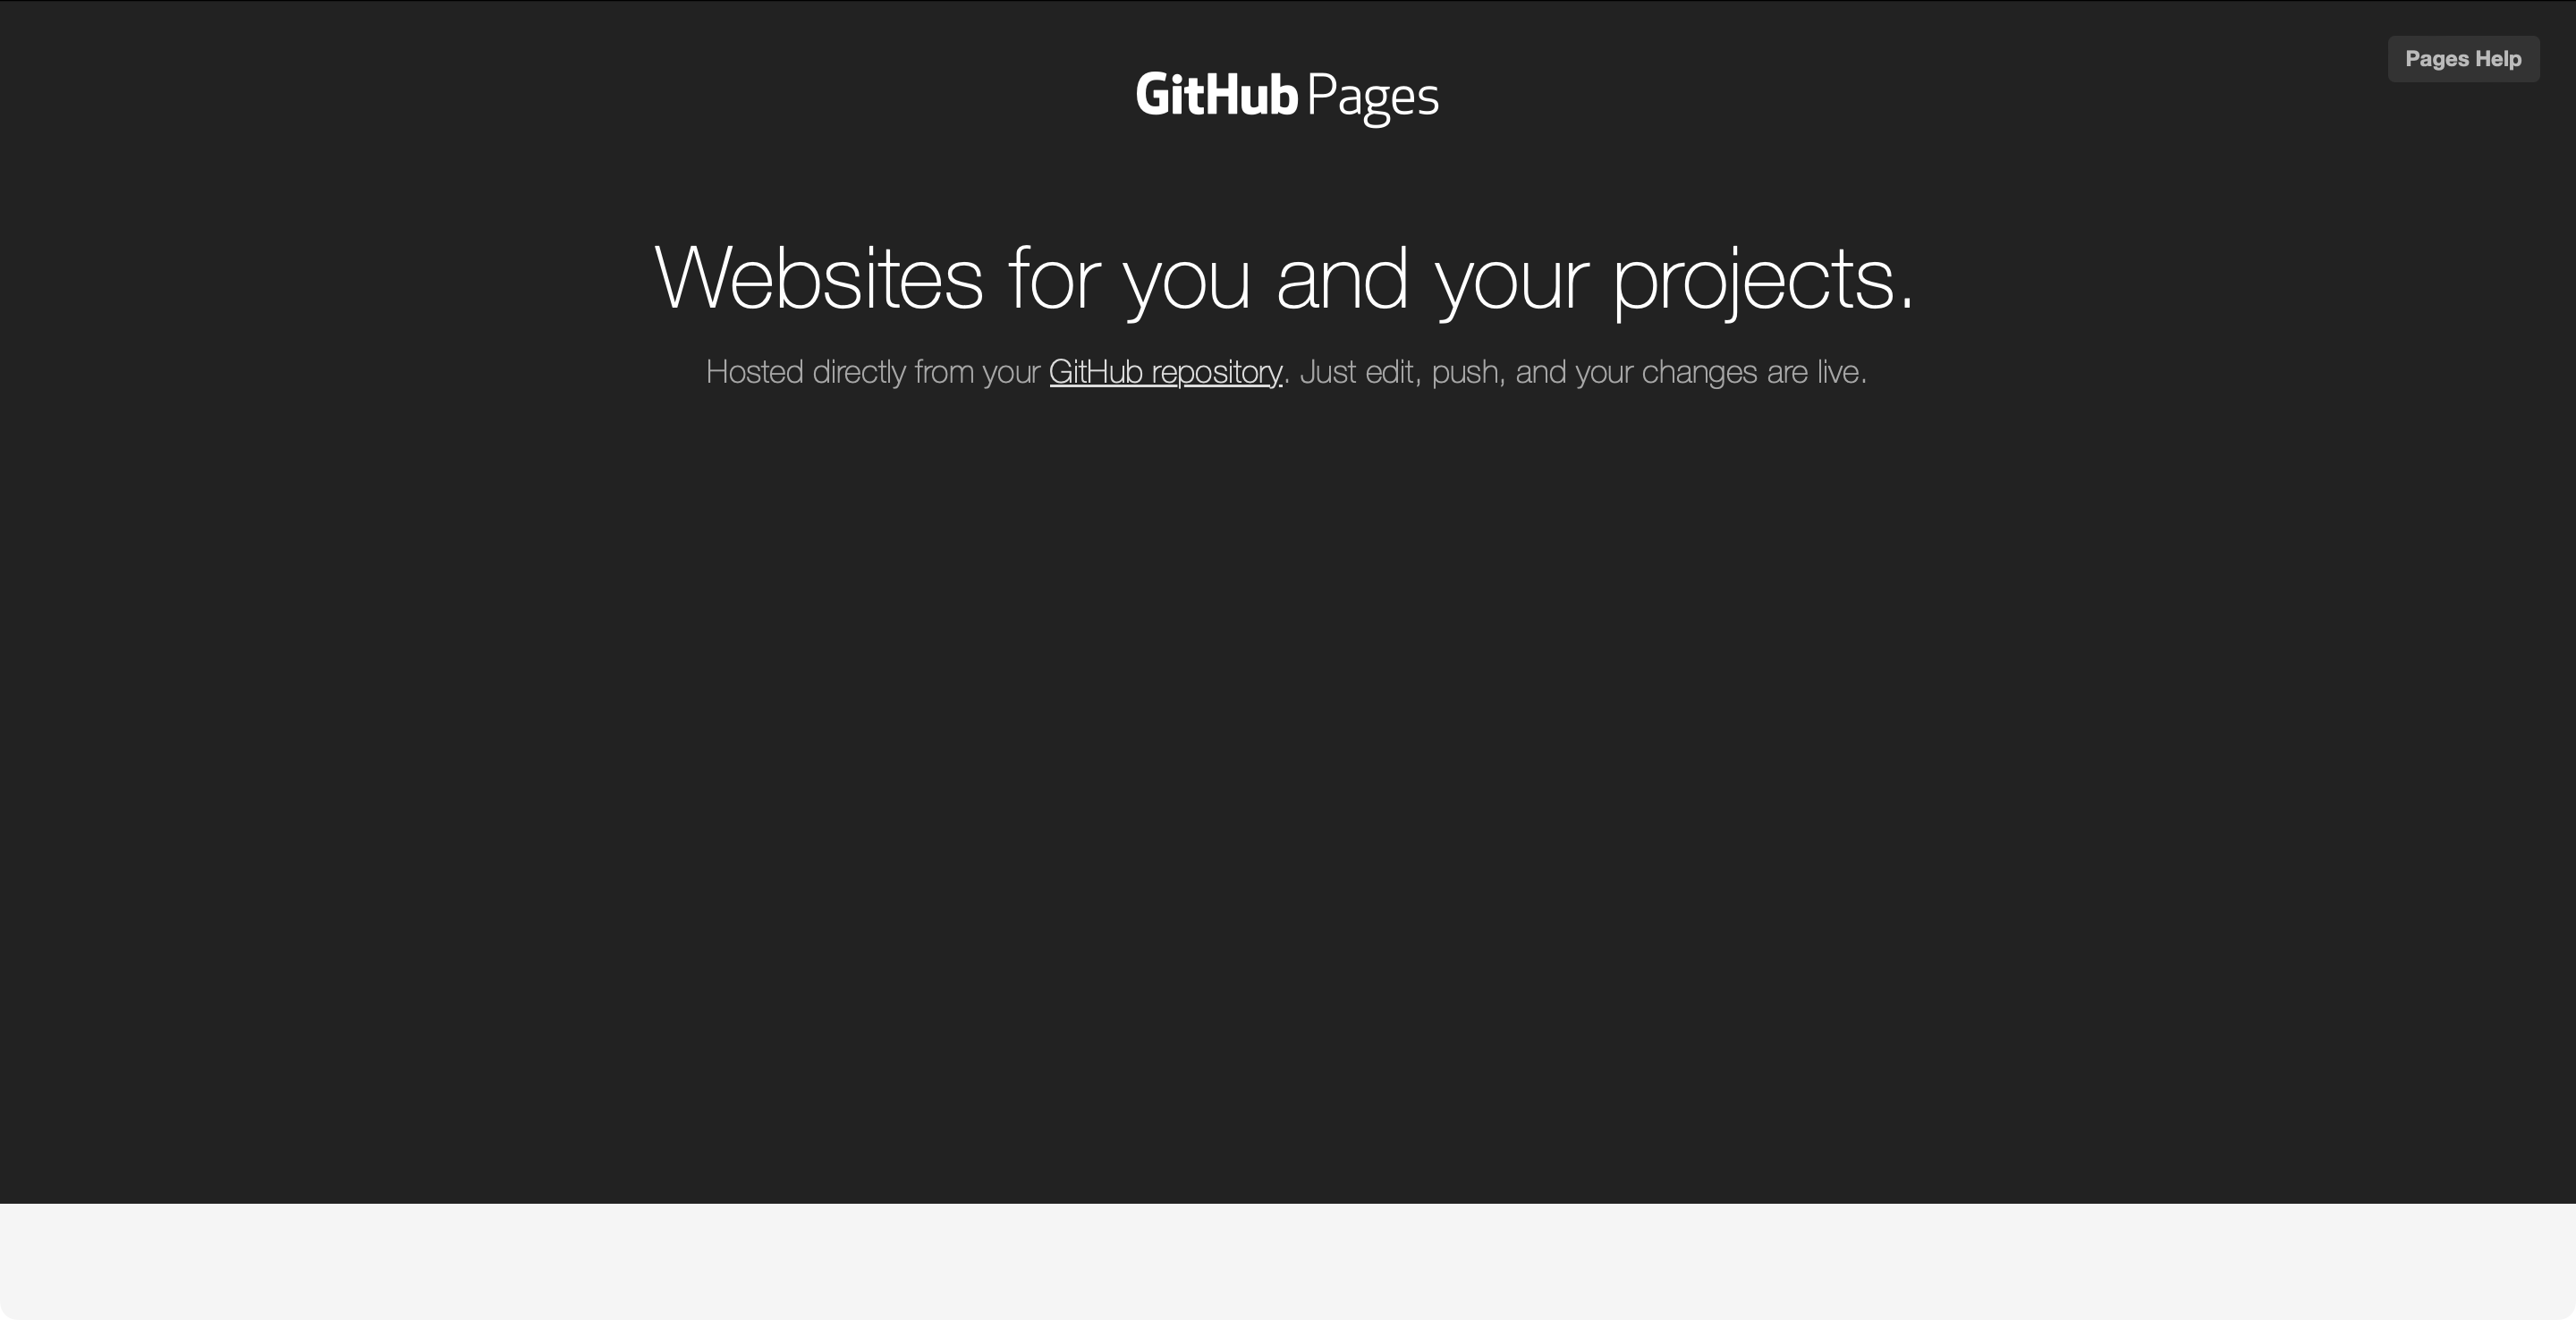 Pages Help
GitHub Pages
Websites for you and your projects.
Hosted directly from your GitHub repository. Just edit, push, and your changes are live.